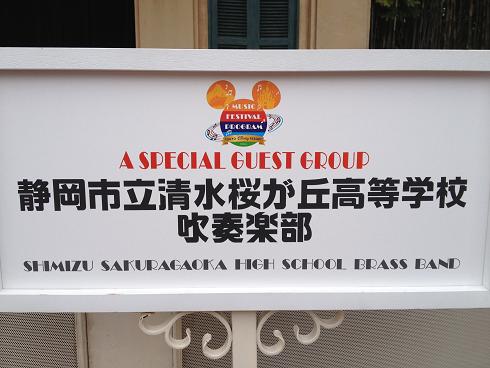 MUSIC
FESTIVAL
PROGRAM
A SPECIAL GUEST GROUP
静岡市立清水桜が丘高等学校
吹奏楽部
SHIMIZU SAKURAGAOKA HIGH SCHOOL BRASS BAND